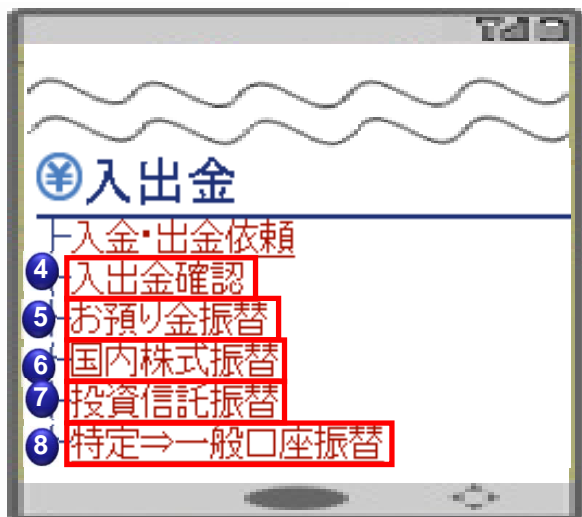 ¥入出金
入金・出金依頼
4 入出金確認
5 お預り金振替
6 国内株式振替
7 投資信託振替
8 特定⇒一般口座振替